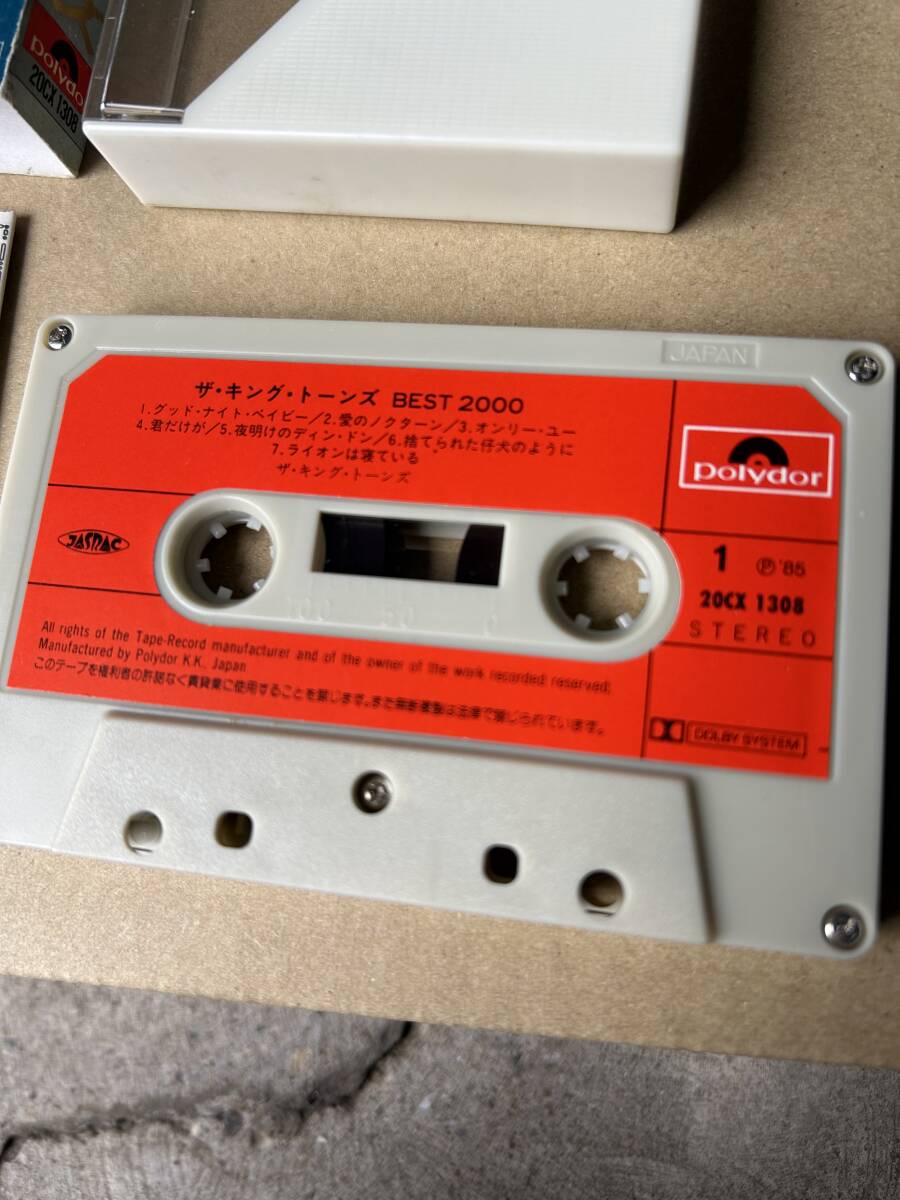 polydo
20CX 1308
JAPAN
ザ・キング・トーンズ BEST 2000
1.グッド・ナイト・ベイビー/2.愛のノクターン/3.オンリー・ユー
4.君だけが/5.夜明けのディン・ドン/6.捨てられた仔犬のように
7.ライオンは寝ている
ザ・キング・トーンズ
polydor
JASRAC
1 Ⓟ'85
20CX 1308
STEREO
100 50 0
All rights of the Tape-Record manufacturer and of the owner of the work recorded reserved;
Manufactured by Polydor K.K., Japan
このテープを権利者の許諾なく賃貸業に使用することを禁じます。また無断複製は法律で禁じられています。
DOLBY SYSTEM